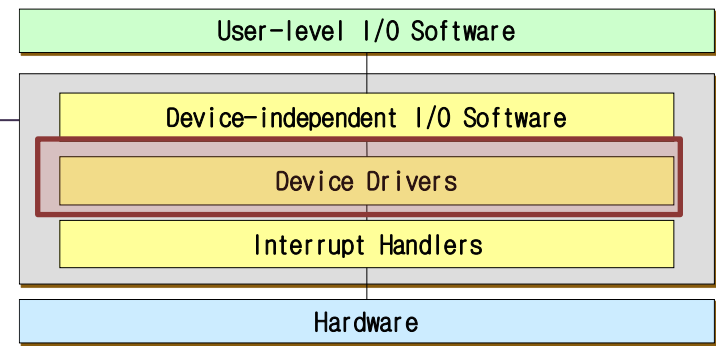 User-level I/O Software
Device-independent I/O Software
Device Drivers
Interrupt Handlers
Hardware